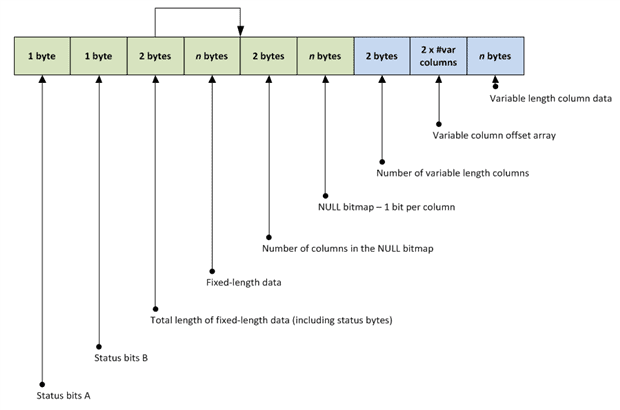 1 byte
1 byte
2 bytes
n bytes
2 bytes
n bytes
2 bytes
2 x #var
columns
n bytes
Variable length column data
Variable column offset array
Number of variable length columns
NULL bitmap – 1 bit per column
Number of columns in the NULL bitmap
Fixed-length data
Total length of fixed-length data (including status bytes)
Status bits B
Status bits A